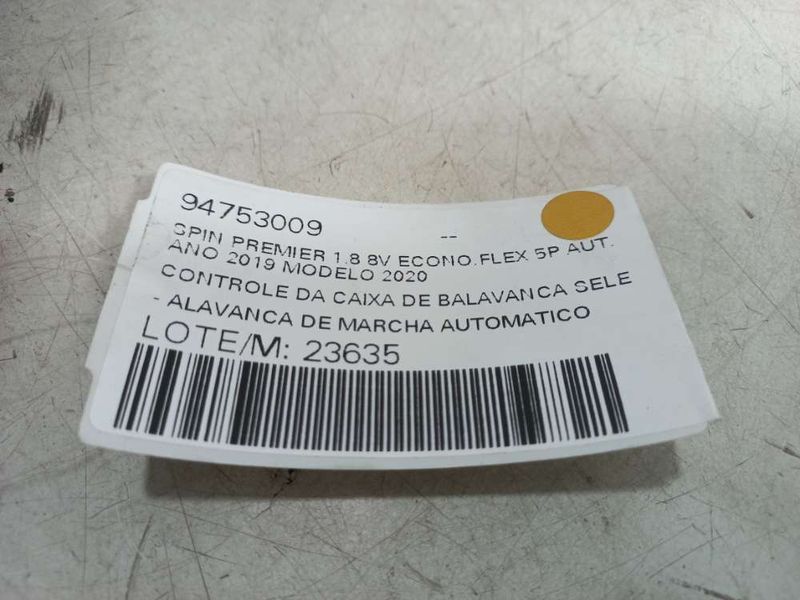 94753009 --
SPIN PREMIER 1.8 8V ECONO.FLEX 5P AUT.
ANO 2019 MODELO 2020
CONTROLE DA CAIXA DE BALAVANCA SELE
- ALAVANCA DE MARCHA AUTOMATICO
LOTE/M: 23635